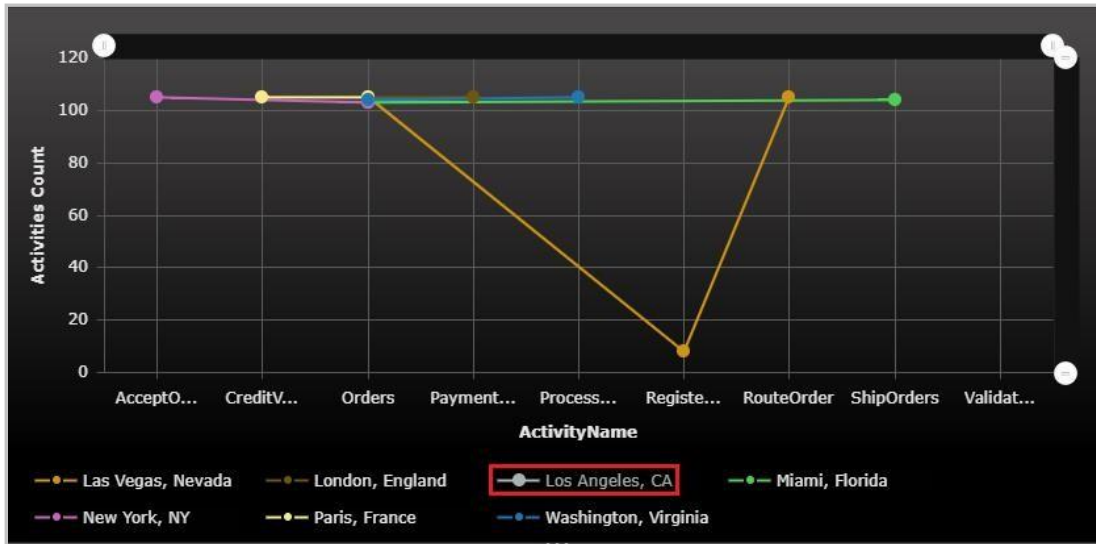 120
100
80
60
40
20
0
Activities Count
AcceptO... CreditV... Orders Payment... Process... Registe... RouteOrder ShipOrders Validat...
ActivityName
Las Vegas, Nevada London, England Los Angeles, CA Miami, Florida
New York, NY Paris, France Washington, Virginia